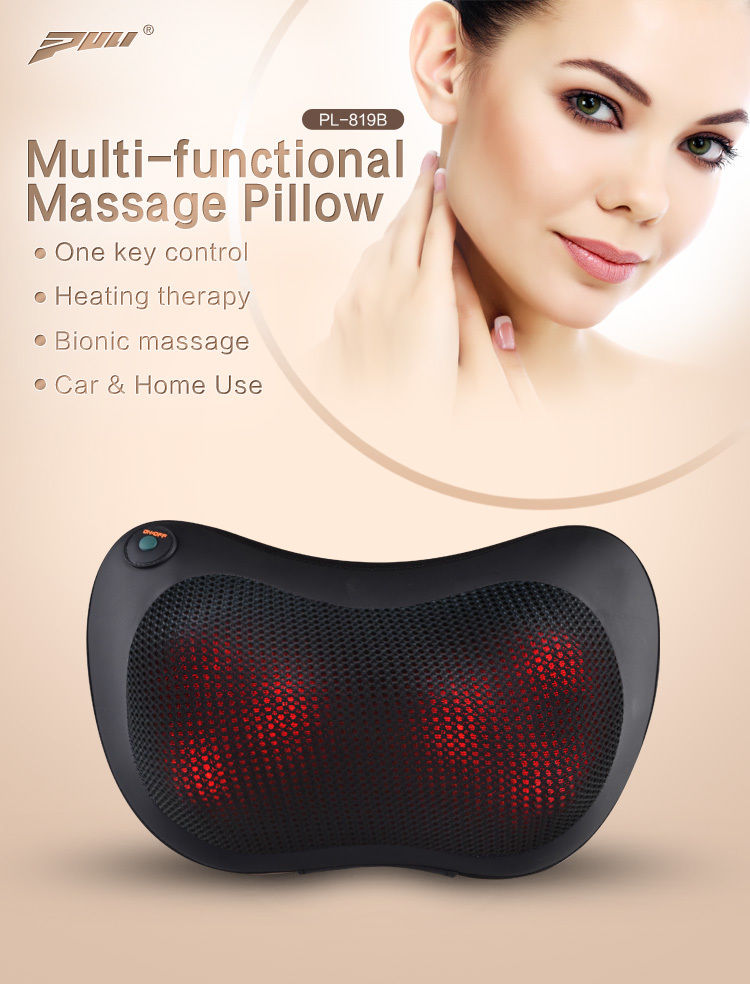 PULI®
PL-819B
Multi-functional
Massage Pillow
• One key control
• Heating therapy
• Bionic massage
• Car & Home Use
ON/OFF